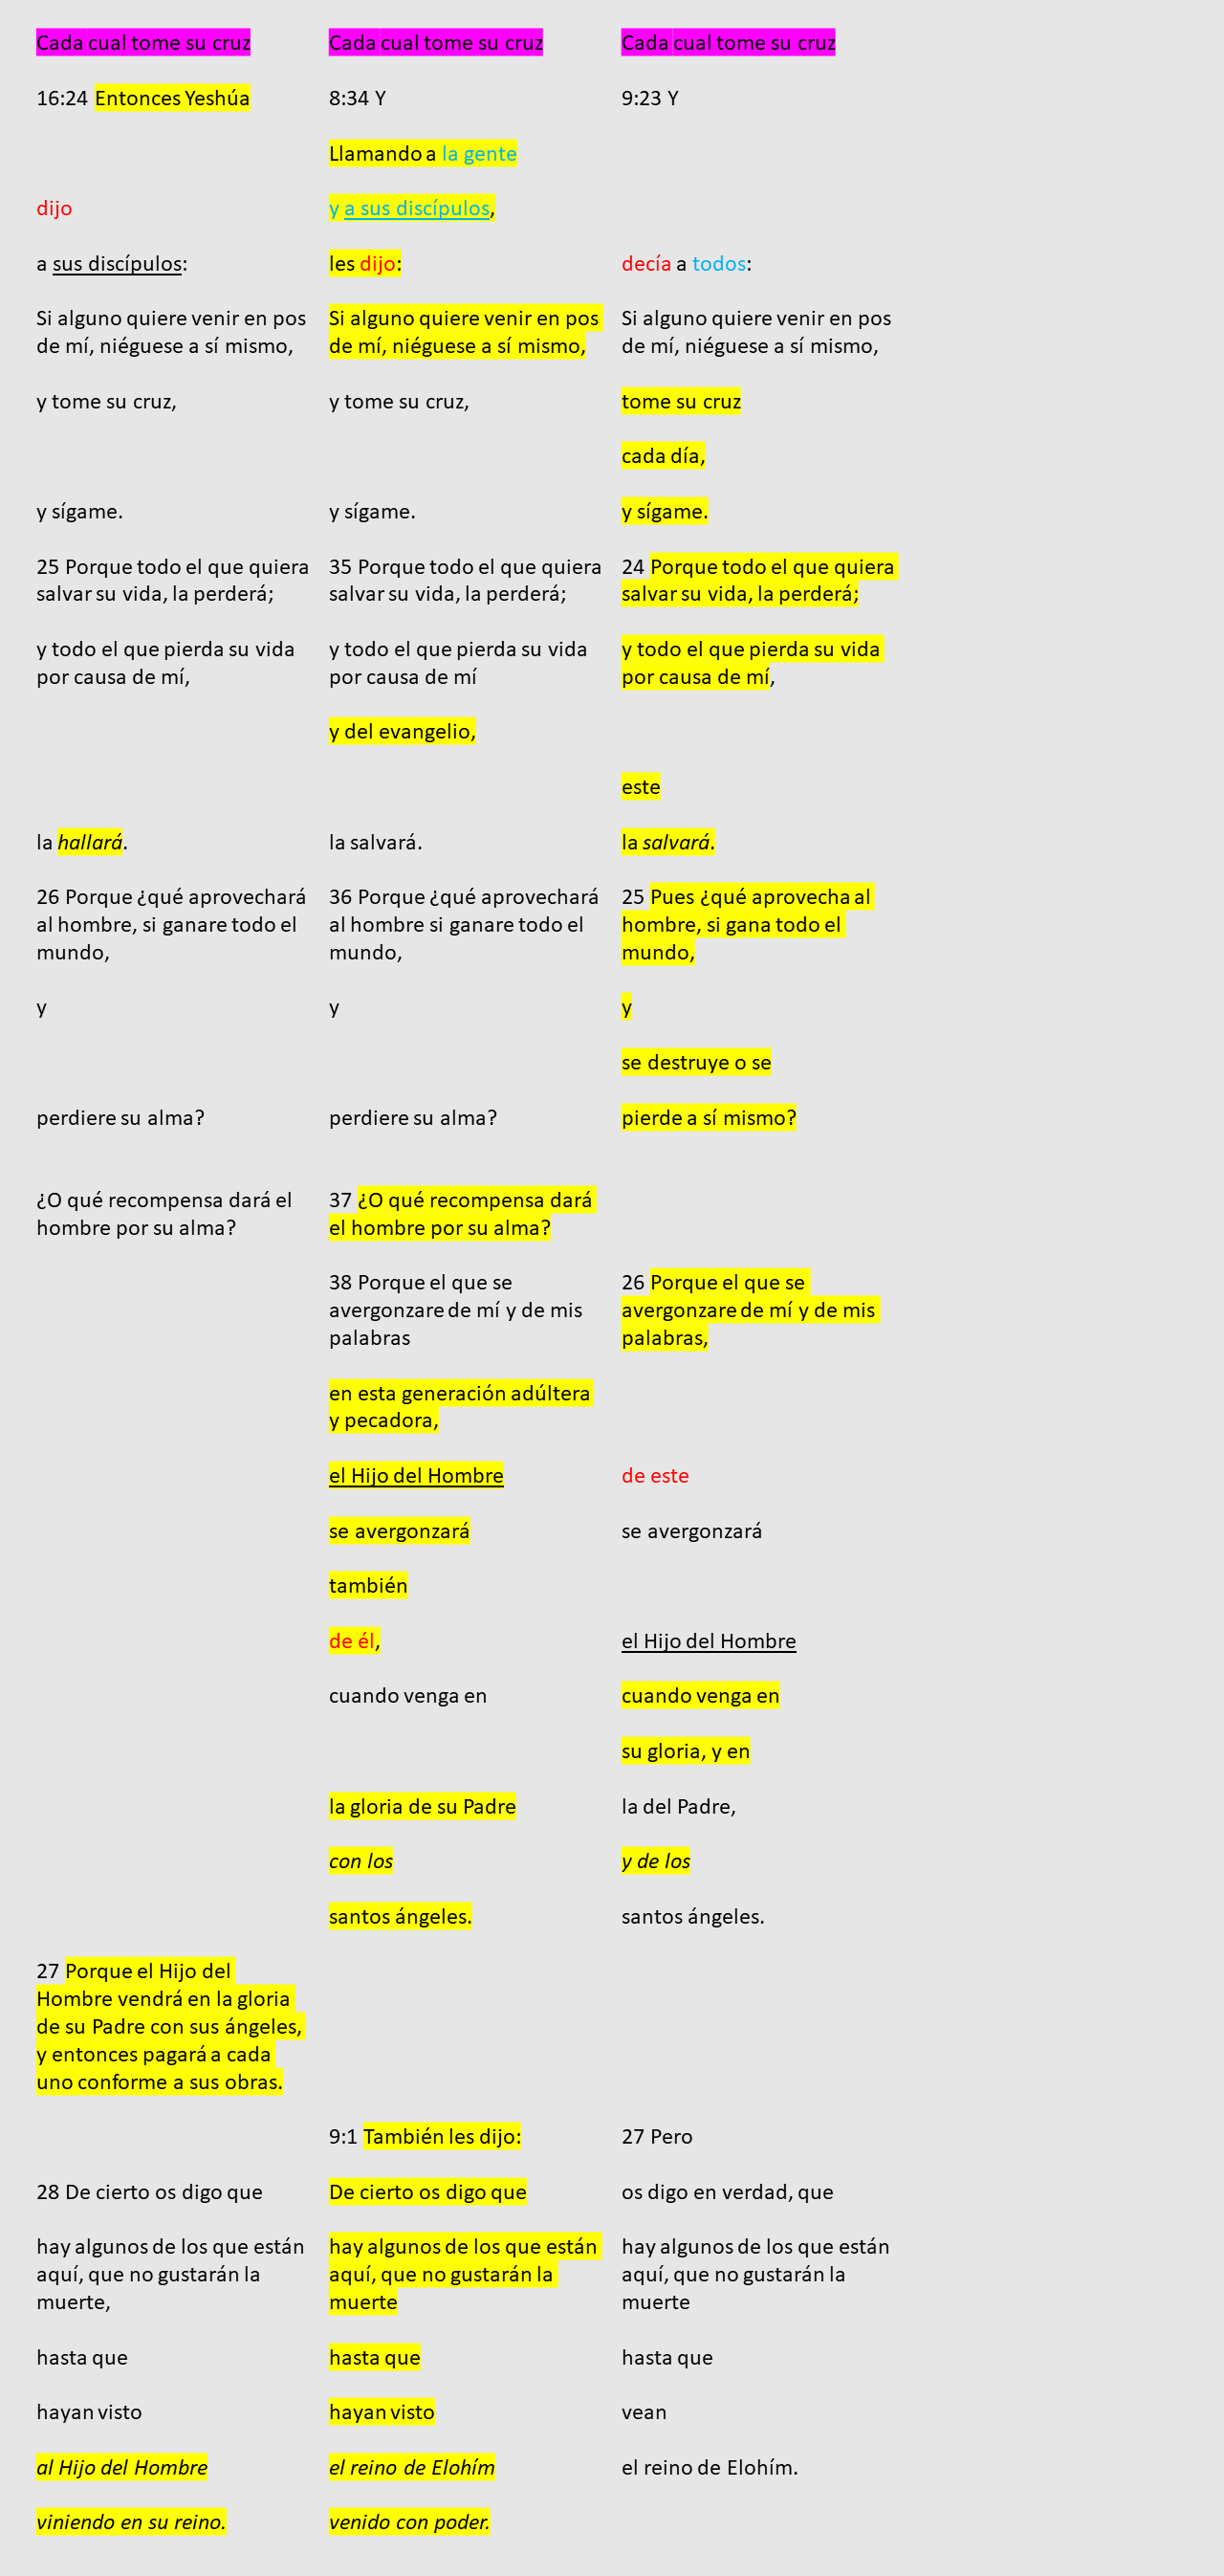 Cada cual tome su cruz
Cada cual tome su cruz
Cada cual tome su cruz
16:24 Entonces Yeshúa
8:34 Y
9:23 Y
Llamando a la gente
dijo
y a sus discípulos,
a sus discípulos:
les dijo:
decía a todos:
Si alguno quiere venir en pos
de mí, niéguese a sí mismo,
Si alguno quiere venir en pos
de mí, niéguese a sí mismo,
Si alguno quiere venir en pos
de mí, niéguese a sí mismo,
y tome su cruz,
y tome su cruz,
tome su cruz
cada día,
y sígame.
y sígame.
y sígame.
25 Porque todo el que quiera
salvar su vida, la perderá;
35 Porque todo el que quiera
salvar su vida, la perderá;
24 Porque todo el que quiera
salvar su vida, la perderá;
y todo el que pierda su vida
por causa de mí,
y todo el que pierda su vida
por causa de mí
y todo el que pierda su vida
por causa de mí,
y del evangelio,
este
la hallará.
la salvará.
la salvará.
26 Porque ¿qué aprovechará
al hombre, si ganare todo el
mundo,
36 Porque ¿qué aprovechará
al hombre si ganare todo el
mundo,
25 Pues ¿qué aprovecha al
hombre, si gana todo el
mundo,
y
y
y
se destruye o se
perdiere su alma?
perdiere su alma?
pierde a sí mismo?
¿O qué recompensa dará el
hombre por su alma?
37 ¿O qué recompensa dará
el hombre por su alma?
38 Porque el que se
avergonzare de mí y de mis
palabras
26 Porque el que se
avergonzare de mí y de mis
palabras,
en esta generación adúltera
y pecadora,
el Hijo del Hombre
de este
se avergonzará
se avergonzará
también
de él,
el Hijo del Hombre
cuando venga en
cuando venga en
su gloria, y en
la gloria de su Padre
la del Padre,
con los
y de los
santos ángeles.
santos ángeles.
27 Porque el Hijo del
Hombre vendrá en la gloria
de su Padre con sus ángeles,
y entonces pagará a cada
uno conforme a sus obras.
9:1 También les dijo:
27 Pero
28 De cierto os digo que
De cierto os digo que
os digo en verdad, que
hay algunos de los que están
aquí, que no gustarán la
muerte,
hay algunos de los que están
aquí, que no gustarán la
muerte
hay algunos de los que están
aquí, que no gustarán la
muerte
hasta que
hasta que
hasta que
hayan visto
hayan visto
vean
al Hijo del Hombre
el reino de Elohím
el reino de Elohím.
viniendo en su reino.
venido con poder.